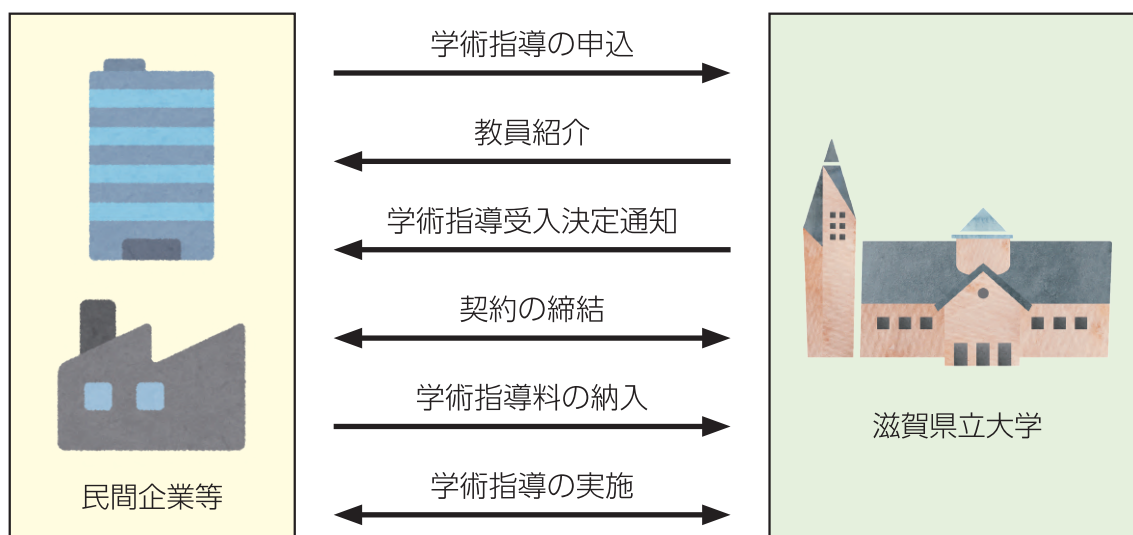 学術指導の申込
教員紹介
学術指導受入決定通知
契約の締結
学術指導料の納入
学術指導の実施
民間企業等
滋賀県立大学